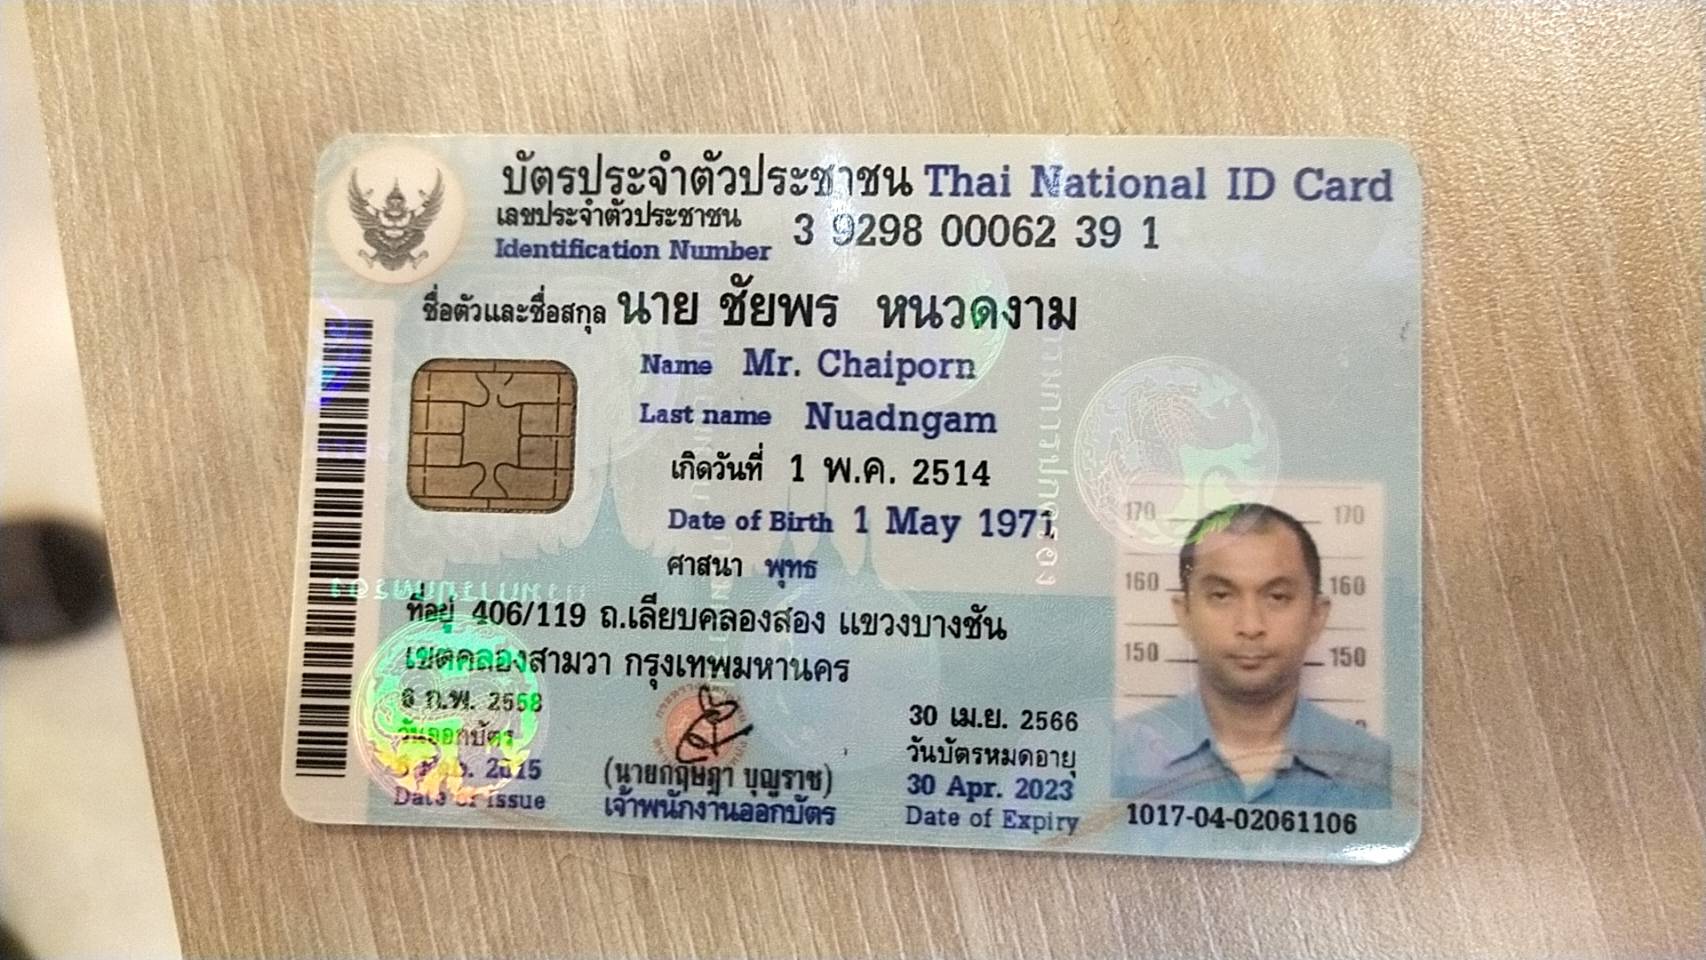 บัตรประจำตัวประชาชน Thai National ID Card
เลขประจำตัวประชาชน 3 9298 00062 39 1
Identification Number
ชื่อตัวและชื่อสกุล นาย ชัยพร หนวดงาม
Name Mr. Chaiporn
Last name Nuadngam
เกิดวันที่ 1 พ.ค. 2514
Date of Birth 1 May 1971
ศาสนา พุทธ
ที่อยู่ 406/119 ถ.เลียบคลองสอง แขวงบางชัน
เขตคลองสามวา กรุงเทพมหานคร
ก.พ. 2558
วันออกบัตร
2015
Date of Issue
(นายกฤษฎา บุญราช)
เจ้าพนักงานออกบัตร
30 เม.ย. 2566
วันบัตรหมดอายุ
30 Apr. 2023
Date of Expiry
170 170
160 160
150 150
1017-04-02061106